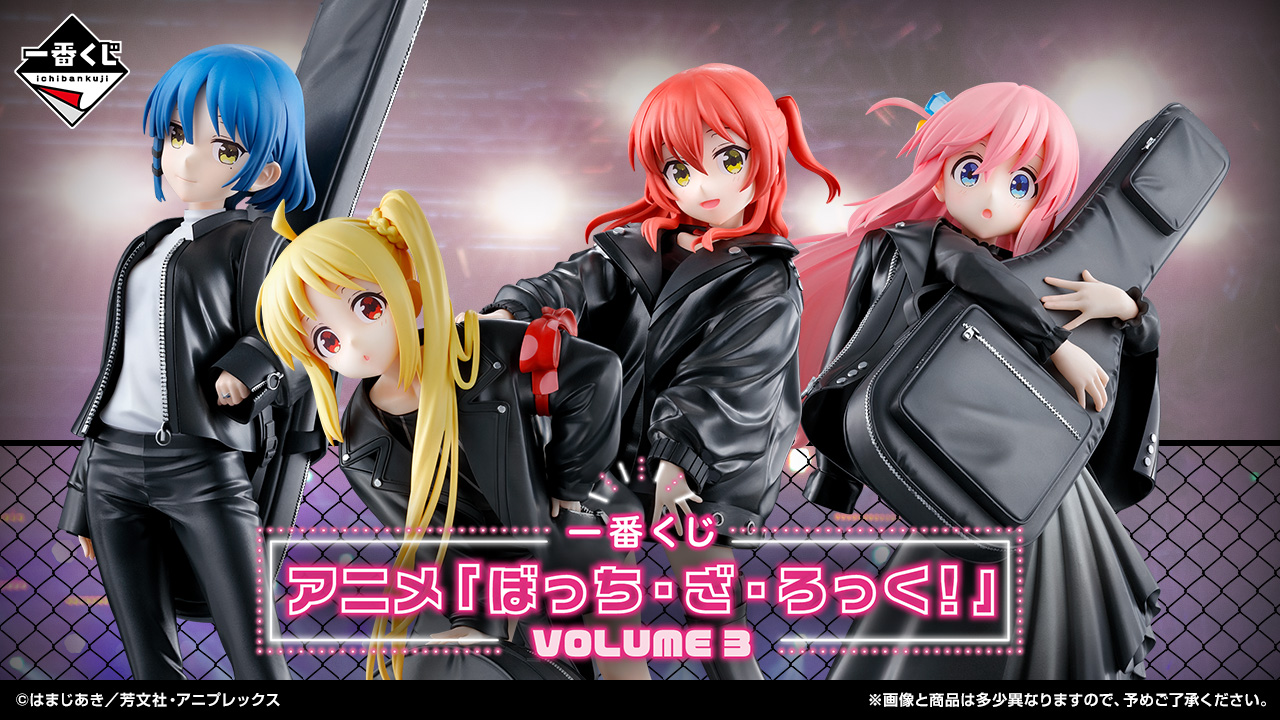 一番くじ
ichibankuji
一番くじ
アニメ「ぼっち・ざ・ろっく！」
VOLUME 3
©はまじあき／芳文社・アニプレックス
※画像と商品は多少異なりますので、予めご了承ください。